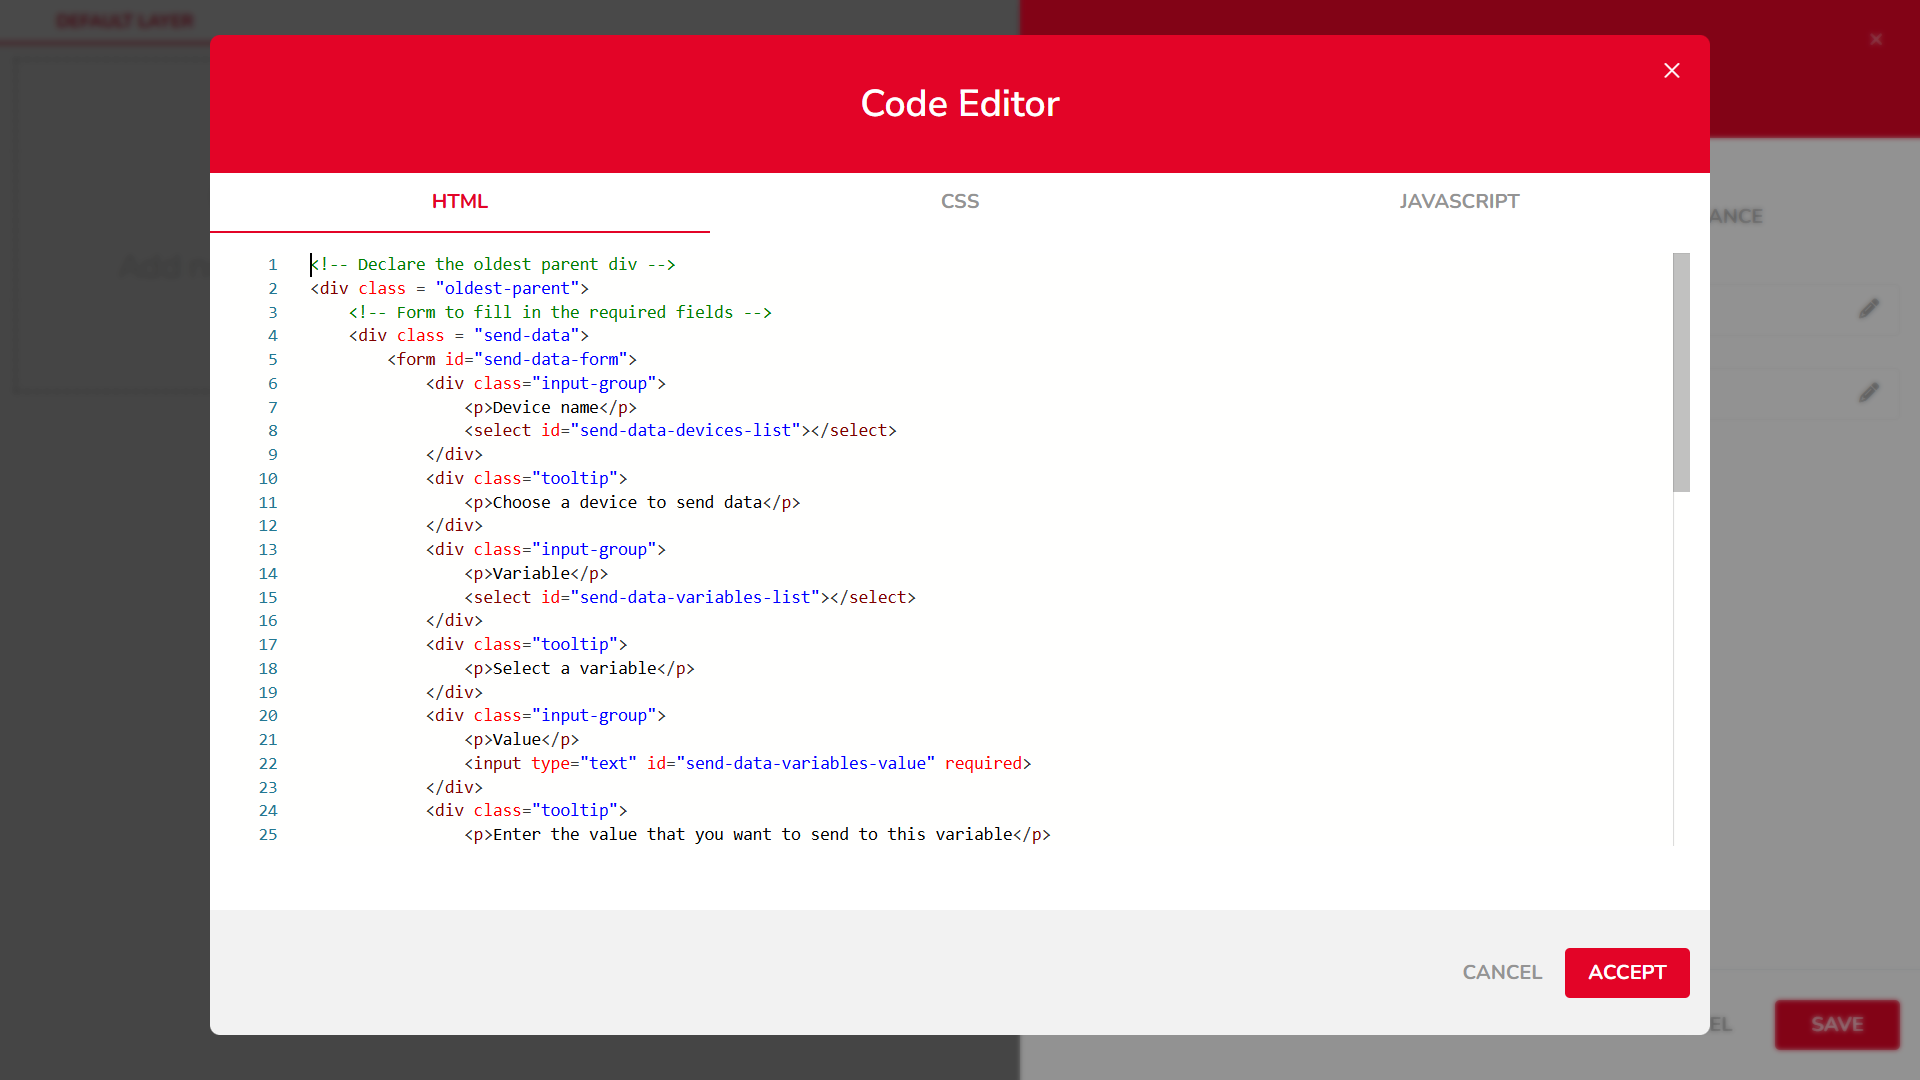 DEFAULT LAYER
Code Editor
HTML
CSS
JAVASCRIPT
ANCE
Add
1 <!-- Declare the oldest parent div -->
2 <div class = "oldest-parent">
3 <!-- Form to fill in the required fields -->
4 <div class = "send-data">
5 <form id="send-data-form">
6 <div class="input-group">
7 <p>Device name</p>
8 <select id="send-data-devices-list"></select>
9 </div>
10 <div class="tooltip">
11 <p>Choose a device to send data</p>
12 </div>
13 <div class="input-group">
14 <p>Variable</p>
15 <select id="send-data-variables-list"></select>
16 </div>
17 <div class="tooltip">
18 <p>Select a variable</p>
19 </div>
20 <div class="input-group">
21 <p>Value</p>
22 <input type="text" id="send-data-variables-value" required>
23 </div>
24 <div class="tooltip">
25 <p>Enter the value that you want to send to this variable</p>
CANCEL
ACCEPT
EL
SAVE